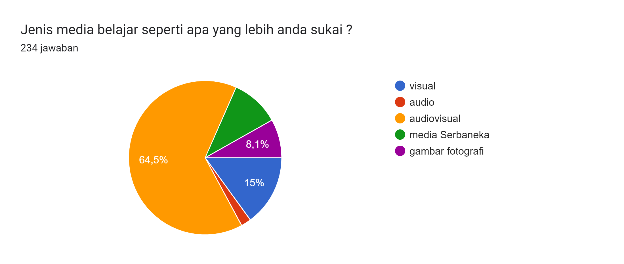 Jenis media belajar seperti apa yang lebih anda sukai ?
234 jawaban
visual
audio
audiovisual
media Serbaneka
gambar fotografi
8,1%
64,5%
15%